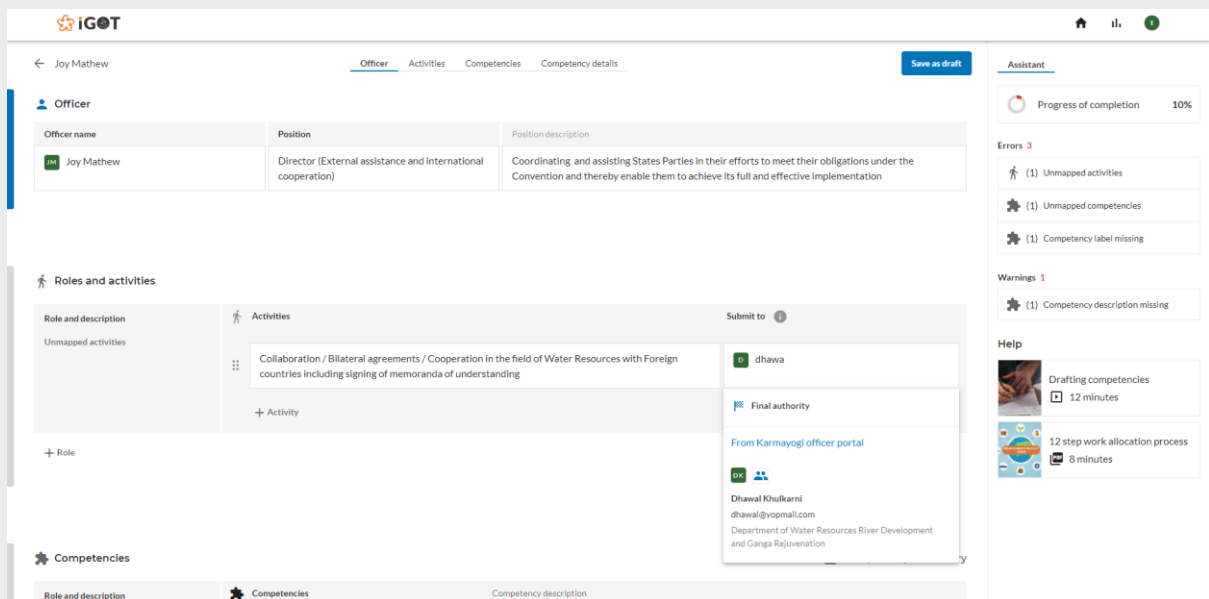 iGOT
T
Joy Mathew
Officer
Activities
Competencies
Competency details
Save as draft
Officer
Officer name
Position
Position description
JM
Joy Mathew
Director (External assistance and international
cooperation)
Coordinating and assisting States Parties in their efforts to meet their obligations under the
Convention and thereby enable them to achieve its full and effective implementation
Roles and activities
Role and description
Activities
Submit to
Unmapped activities
Collaboration / Bilateral agreements / Cooperation in the field of Water Resources with Foreign
countries including signing of memoranda of understanding
D
dhawa
+ Activity
+ Role
Final authority
From Karmayogi officer portal
DK
Dhawal Khulkarni
dhawal@yopmail.com
Department of Water Resources River Development
and Ganga Rejuvenation
Competencies
Role and description
Competencies
Competency description
Assistant
Progress of completion
10%
Errors 3
(1) Unmapped activities
(1) Unmapped competencies
(1) Competency label missing
Warnings 1
(1) Competency description missing
Help
Drafting competencies
12 minutes
12 step work allocation process
PDF
8 minutes